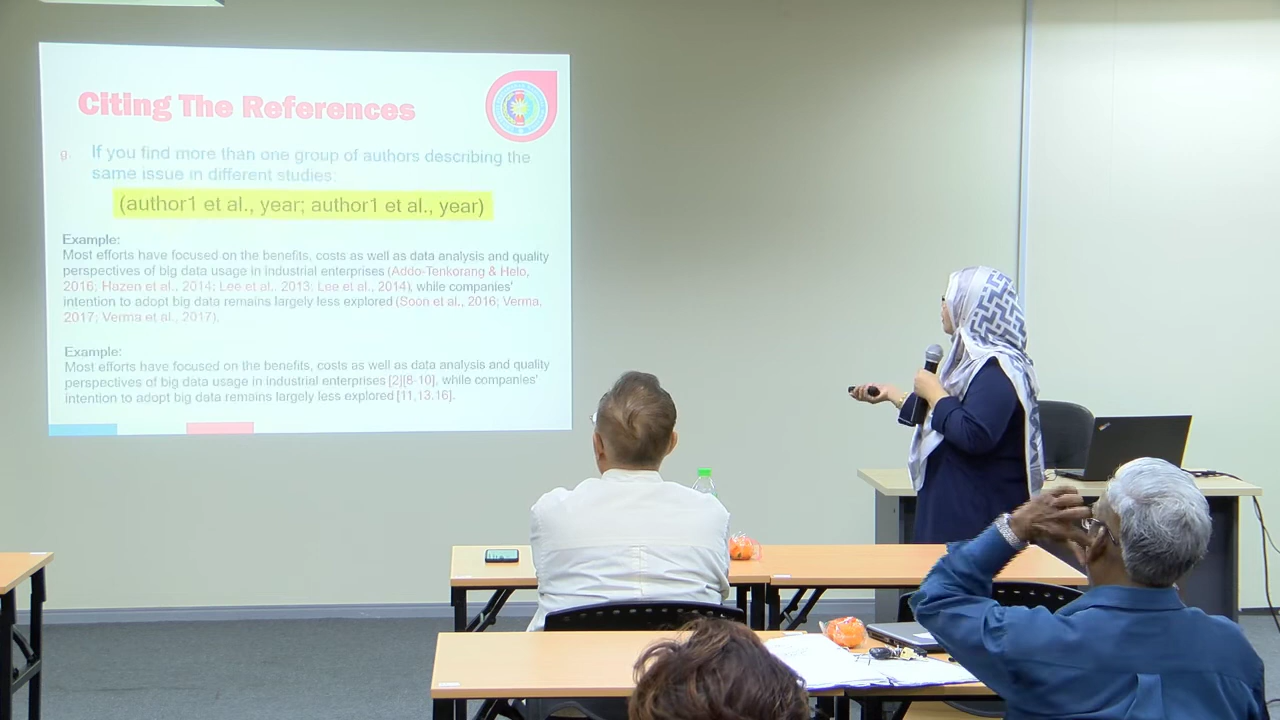 Citing The References
g. If you find more than one group of authors describing the
same issue in different studies:
(author1 et al., year; author1 et al., year)
Example:
Most efforts have focused on the benefits, costs as well as data analysis and quality
perspectives of big data usage in industrial enterprises (Addo-Tenkorang & Helo,
2016; Hazen et al., 2014; Lee et al., 2013; Lee et al., 2014), while companies'
intention to adopt big data remains largely less explored (Soon et al., 2016; Verma,
2017; Verma et al., 2017).
Example:
Most efforts have focused on the benefits, costs as well as data analysis and quality
perspectives of big data usage in industrial enterprises [2][8-10], while companies'
intention to adopt big data remains largely less explored [11,13,16].